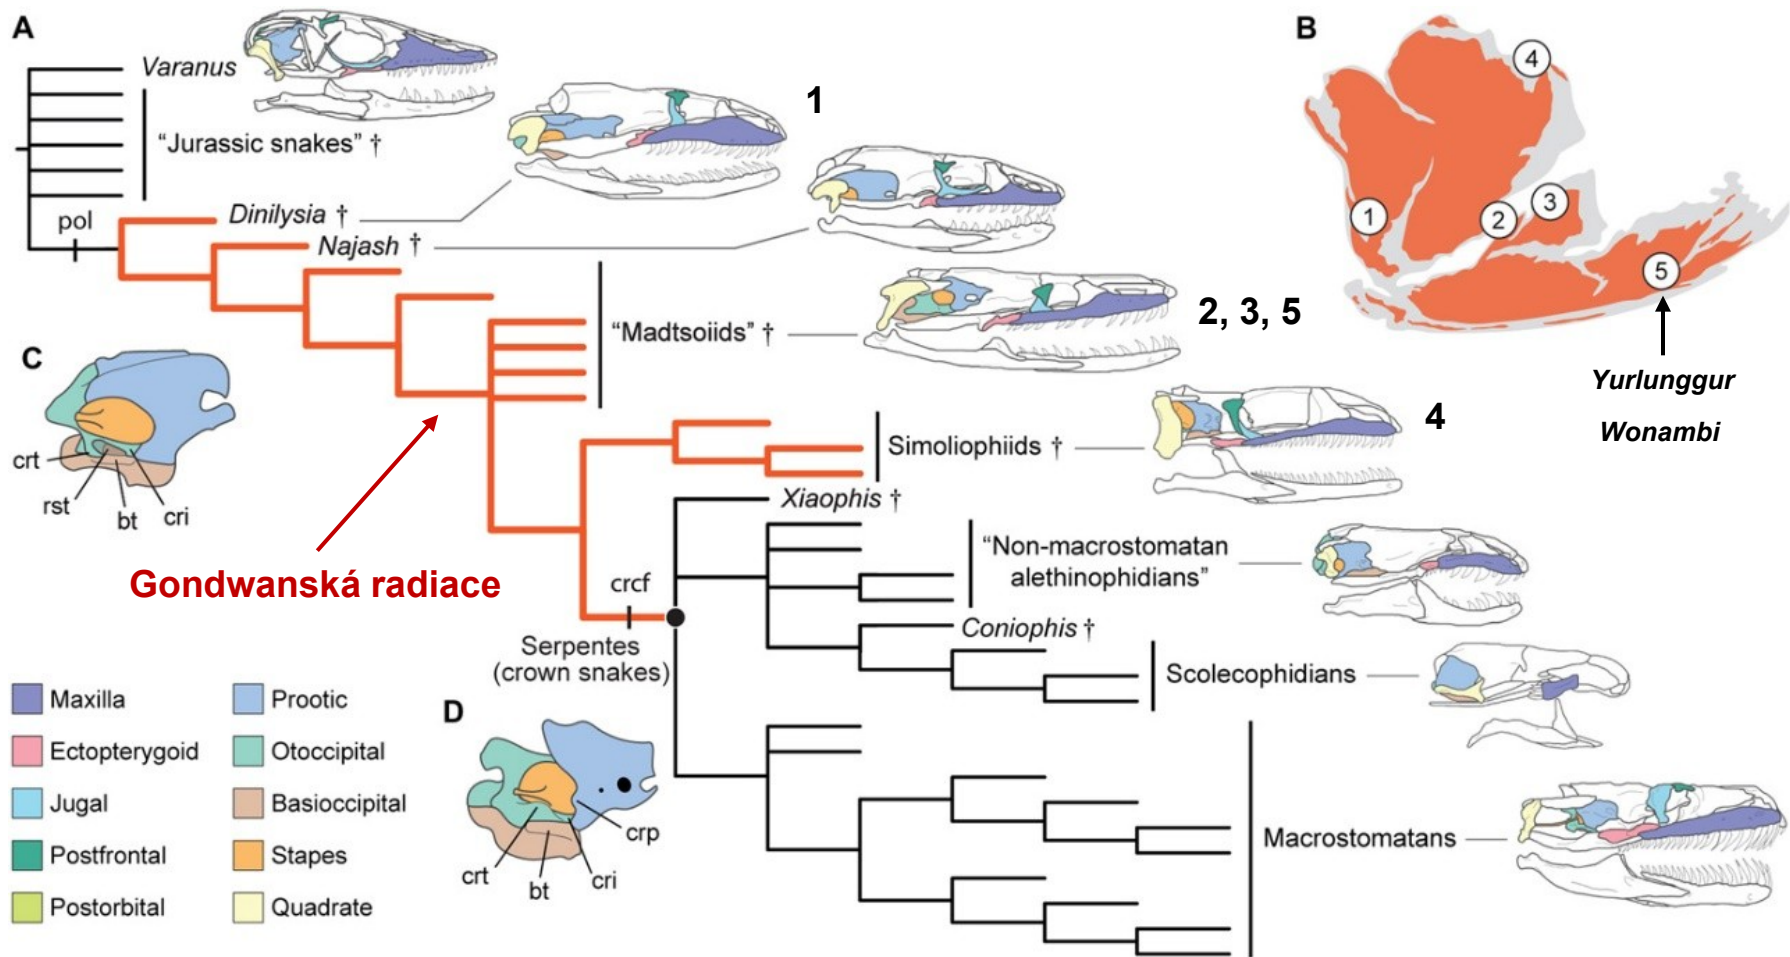 A
B
Varanus
1
4
"Jurassic snakes" †
pol
Dinilysia †
Najash †
1
2
3
5
"Madtsoiids" †
2, 3, 5
Yurlunggur
Wonambi
C
crt
rst
bt
cri
Simoliophiids †
4
Xiaophis †
Gondwanská radiace
"Non-macrostomatan
alethinophidians"
crcf
Serpentes
(crown snakes)
Coniophis †
Scolecophidians
Maxilla
Prootic
Ectopterygoid
Otoccipital
Jugal
Basioccipital
Postfrontal
Stapes
Postorbital
Quadrate
D
crp
crt
bt
cri
Macrostomatans